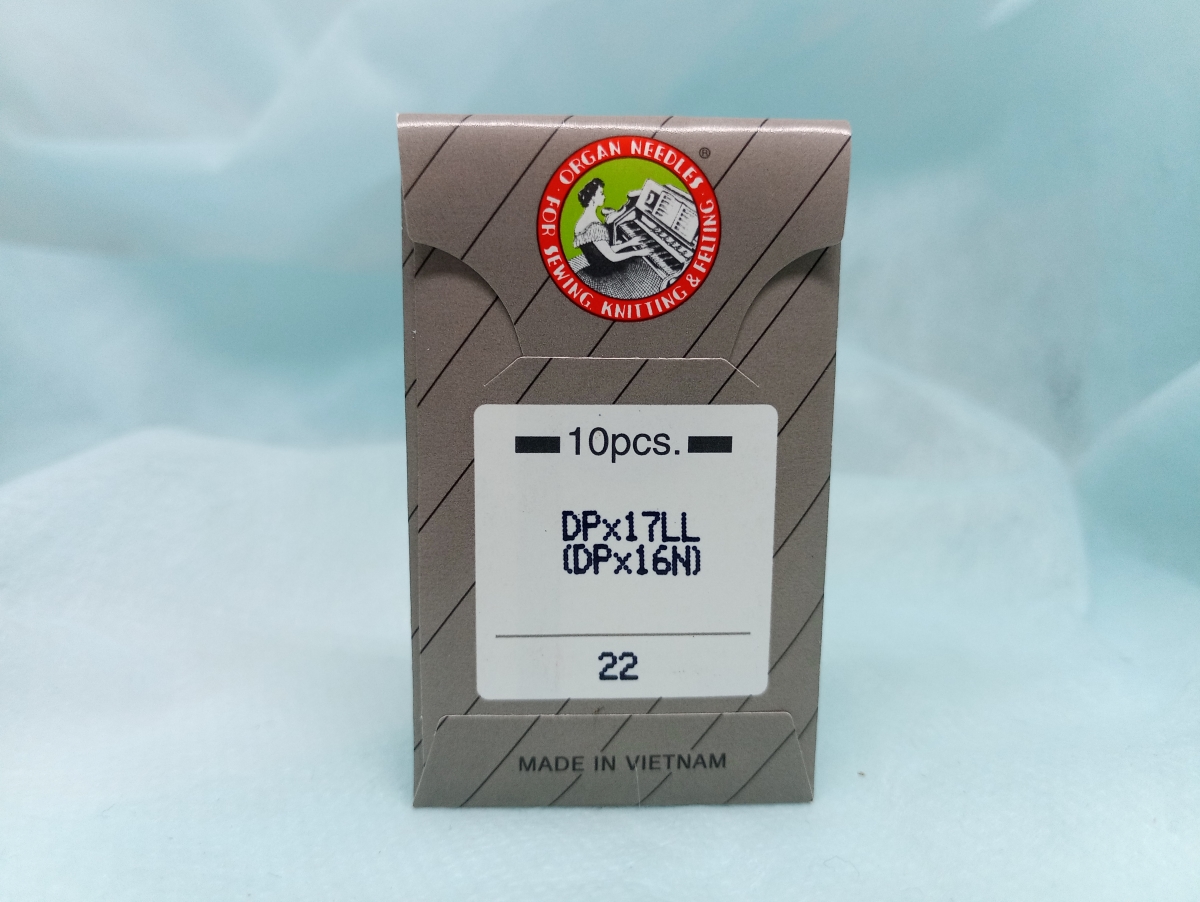 ORGAN NEEDLES ®
· FOR SEWING, KNITTING & FELTING ·
10pcs.
DPx17LL
(DPx16N)
22
MADE IN VIETNAM